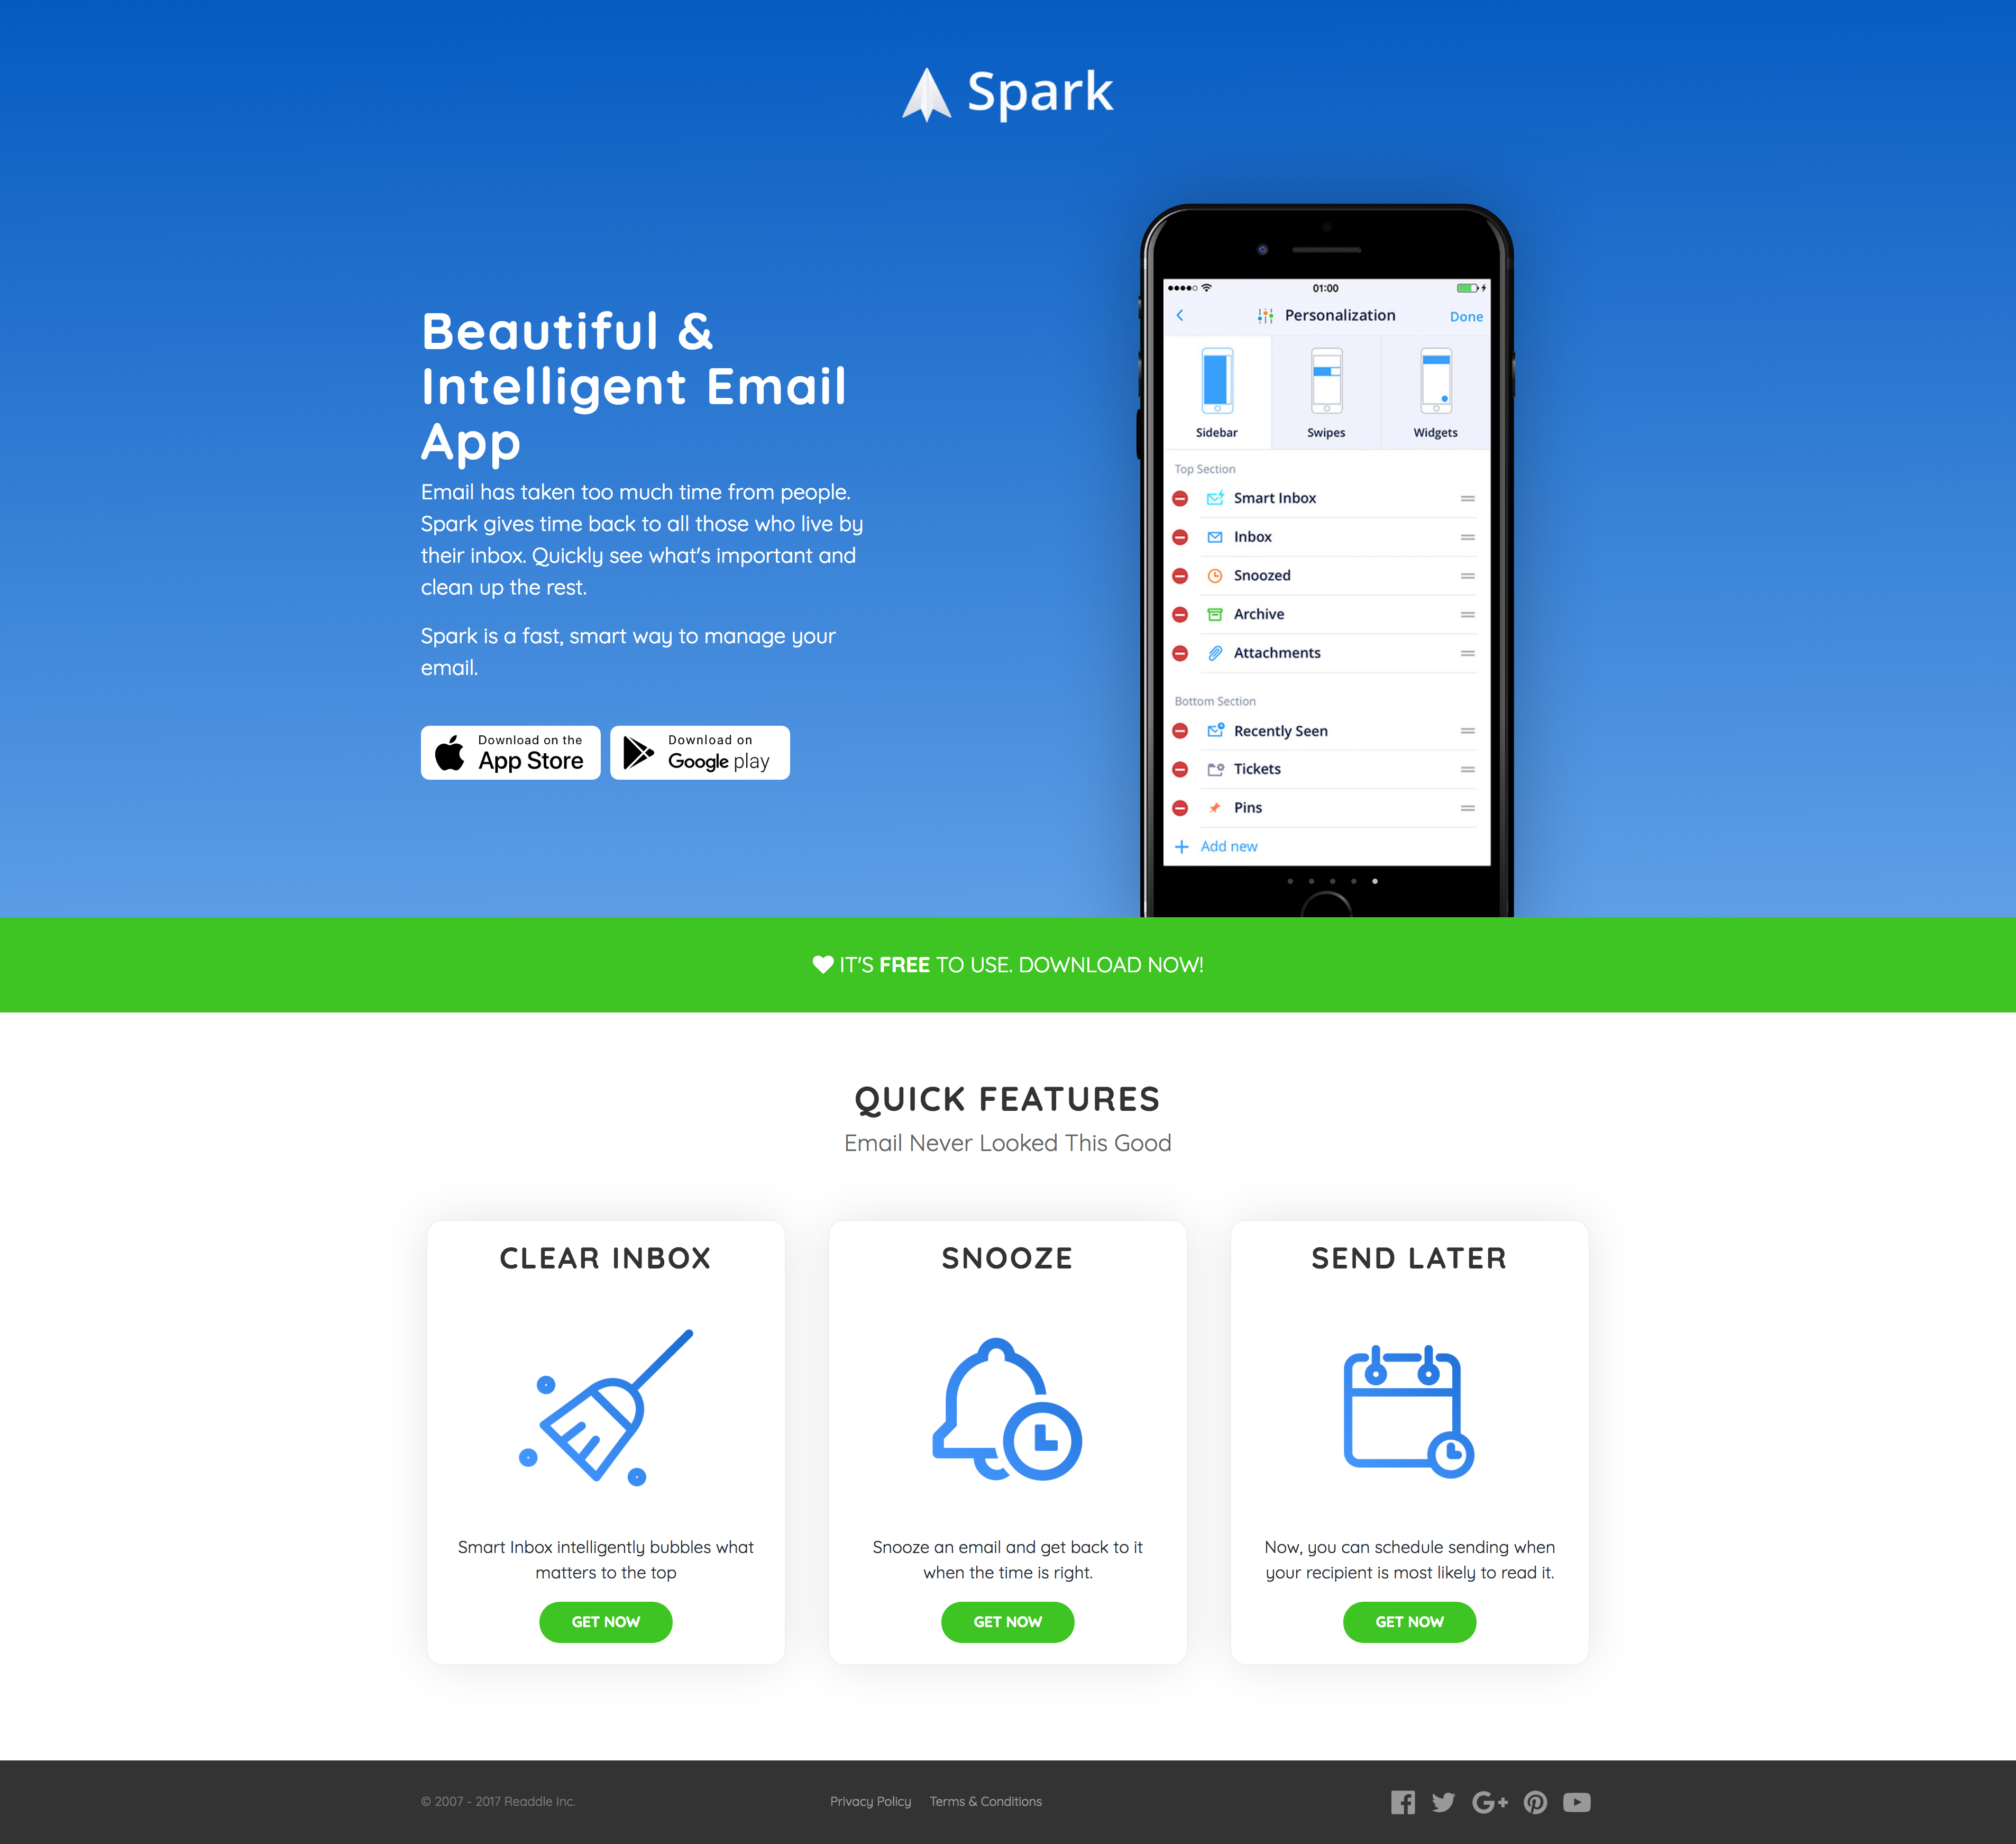 Spark
Beautiful &
Intelligent Email
App
Email has taken too much time from people.
Spark gives time back to all those who live by
their inbox. Quickly see what's important and
clean up the rest.
Spark is a fast, smart way to manage your
email.
Download on the
App Store
Download on
Google play
01:00
Personalization
Done
Sidebar
Swipes
Widgets
Top Section
Smart Inbox
Inbox
Snoozed
Archive
Attachments
Bottom Section
Recently Seen
Tickets
Pins
+ Add new
IT'S FREE TO USE. DOWNLOAD NOW!
QUICK FEATURES
Email Never Looked This Good
CLEAR INBOX
Smart Inbox intelligently bubbles what
matters to the top
GET NOW
SNOOZE
Snooze an email and get back to it
when the time is right.
GET NOW
SEND LATER
Now, you can schedule sending when
your recipient is most likely to read it.
GET NOW
© 2007 - 2017 Readdle Inc.
Privacy Policy
Terms & Conditions
G+